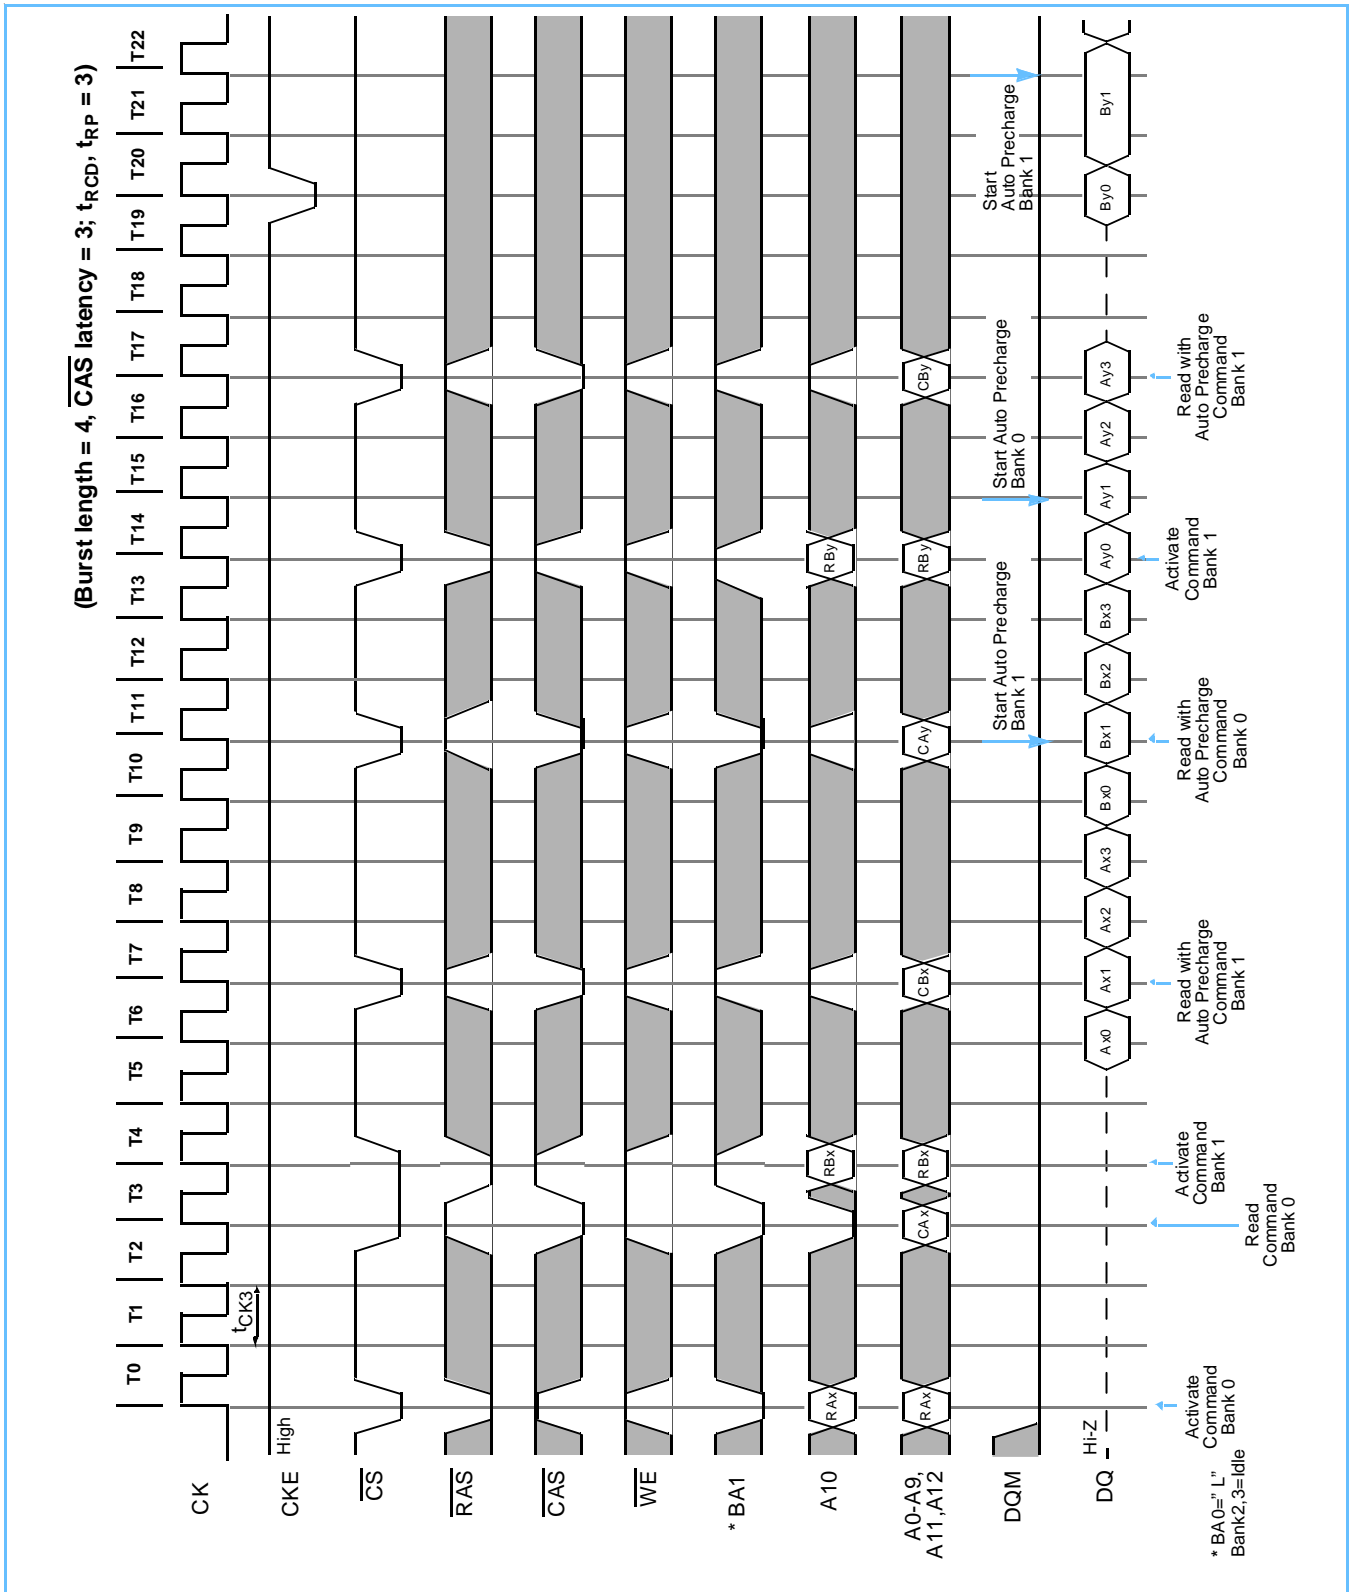 (Burst length = 4, CAS latency = 3; tRCD, tRP = 3)
T0 T1 T2 T3 T4 T5 T6 T7 T8 T9 T10 T11 T12 T13 T14 T15 T16 T17 T18 T19 T20 T21 T22
CK
tCK3
CKE
High
CS
RAS
CAS
WE
* BA1
A10
RAx RBx RBy
A0-A9,
A11,A12
RAx CAx RBx CBx CAy RBy CBy
DQM
Start Auto Precharge
Bank 1
Start Auto Precharge
Bank 0
Start
Auto Precharge
Bank 1
DQ
Hi-Z
Ax0 Ax1 Ax2 Ax3 Bx0 Bx1 Bx2 Bx3 Ay0 Ay1 Ay2 Ay3 By0 By1
Activate
Command
Bank 0
Read
Command
Bank 0
Activate
Command
Bank 1
Read with
Auto Precharge
Command
Bank 1
Read with
Auto Precharge
Command
Bank 0
Activate
Command
Bank 1
Read with
Auto Precharge
Command
Bank 1
* BA0=” L”
Bank2,3=Idle